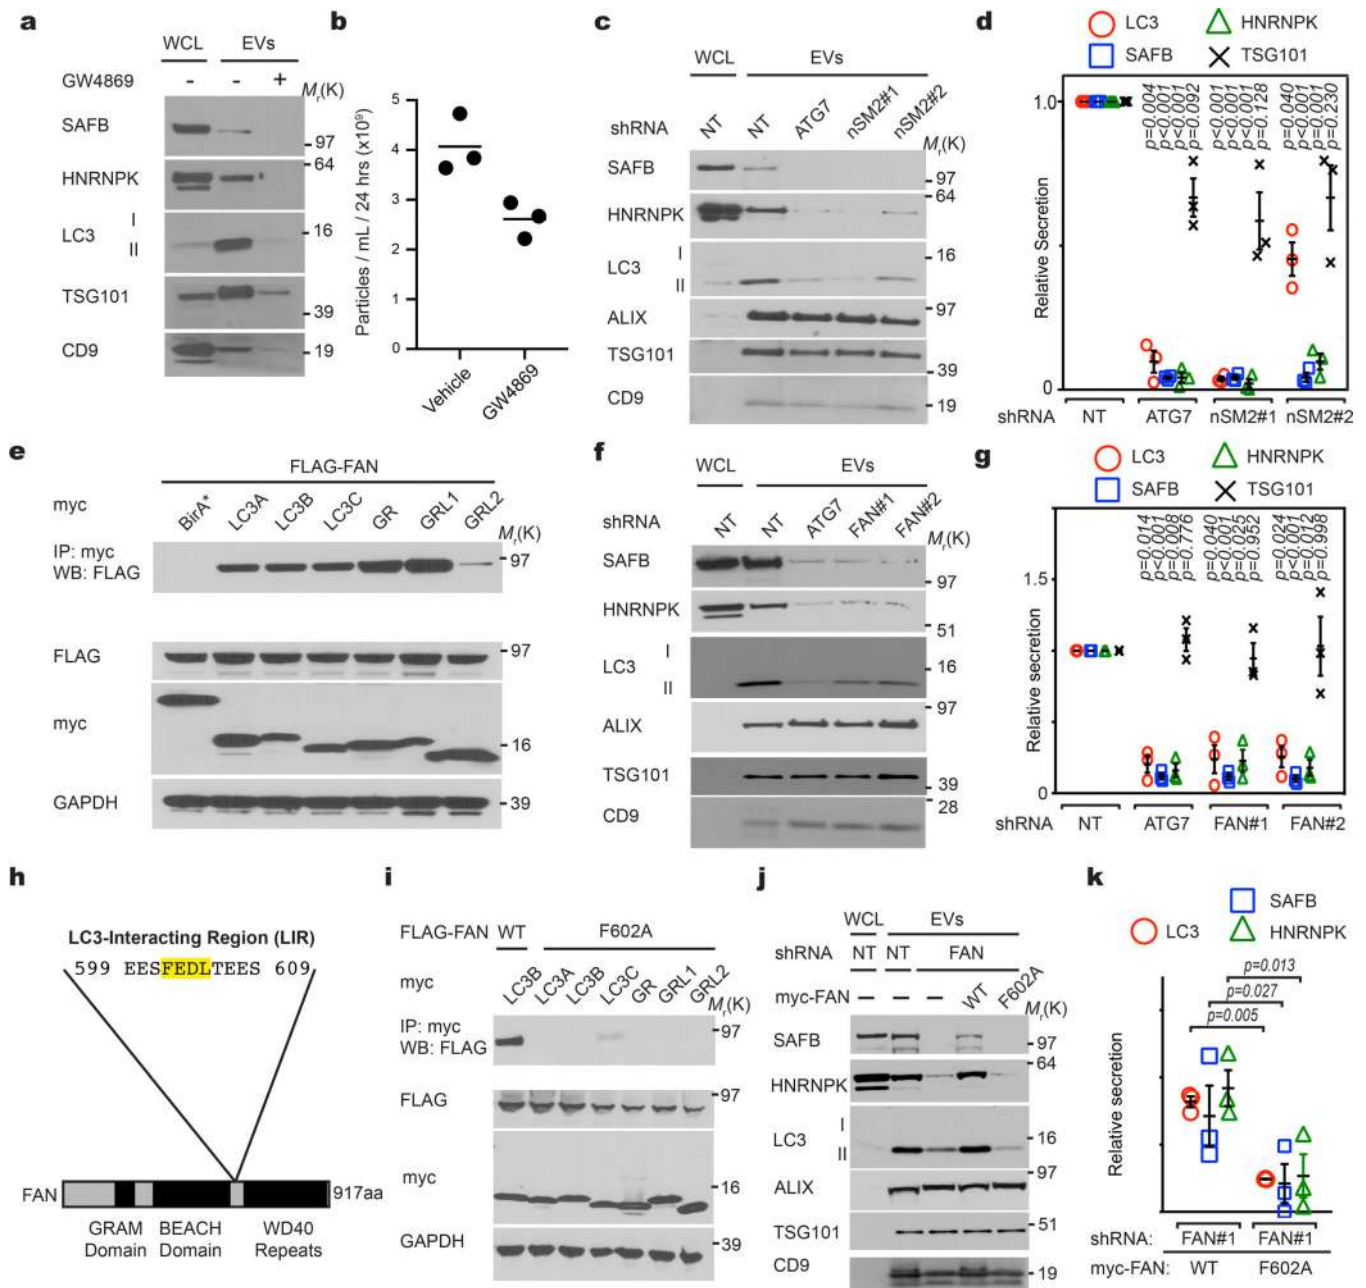 a
WCL EVs
GW4869 - - +
Mr(K)
SAFB
97
64
HNRNPK
LC3
I
II
16
TSG101
39
CD9
19
b
Particles / mL / 24 hrs (x10⁹)
5
4
3
2
1
0
Vehicle
GW4869
c
WCL EVs
shRNA NT NT ATG7 nSM2#1 nSM2#2
Mr(K)
SAFB
97
64
HNRNPK
LC3
I
II
16
ALIX
97
TSG101
39
CD9
19
d
LC3 HNRNPK
SAFB TSG101
Relative Secretion
1.0
0
p=0.004
p<0.001
p<0.001
p=0.092
p<0.001
p<0.001
p<0.001
p=0.128
p=0.040
p<0.001
p<0.001
p=0.230
shRNA NT ATG7 nSM2#1 nSM2#2
e
FLAG-FAN
myc BirA* LC3A LC3B LC3C GR GRL1 GRL2
Mr(K)
IP: myc
WB: FLAG
97
FLAG
97
myc
16
GAPDH
39
f
WCL EVs
shRNA NT NT ATG7 FAN#1 FAN#2
Mr(K)
SAFB
97
HNRNPK
51
LC3
I
II
16
97
ALIX
TSG101
39
28
CD9
g
LC3 HNRNPK
SAFB TSG101
Relative secretion
1.5
0
p=0.014
p<0.001
p=0.008
p=0.776
p=0.040
p<0.001
p=0.025
p=0.952
p=0.024
p<0.001
p=0.012
p=0.998
shRNA NT ATG7 FAN#1 FAN#2
h
LC3-Interacting Region (LIR)
599 EESFEDLTEES 609
FAN
917aa
GRAM BEACH WD40
Domain Domain Repeats
i
FLAG-FAN WT F602A
myc LC3B LC3A LC3B LC3C GR GRL1 GRL2
Mr(K)
IP: myc
WB: FLAG
97
FLAG
97
myc
16
GAPDH
39
j
WCL EVs
shRNA NT NT FAN
myc-FAN – – – WT F602A
Mr(K)
SAFB
97
64
HNRNPK
LC3
I
II
16
97
ALIX
TSG101
51
CD9
19
k
SAFB
LC3 HNRNPK
p=0.013
p=0.027
p=0.005
Relative secretion
shRNA: FAN#1 FAN#1
myc-FAN: WT F602A